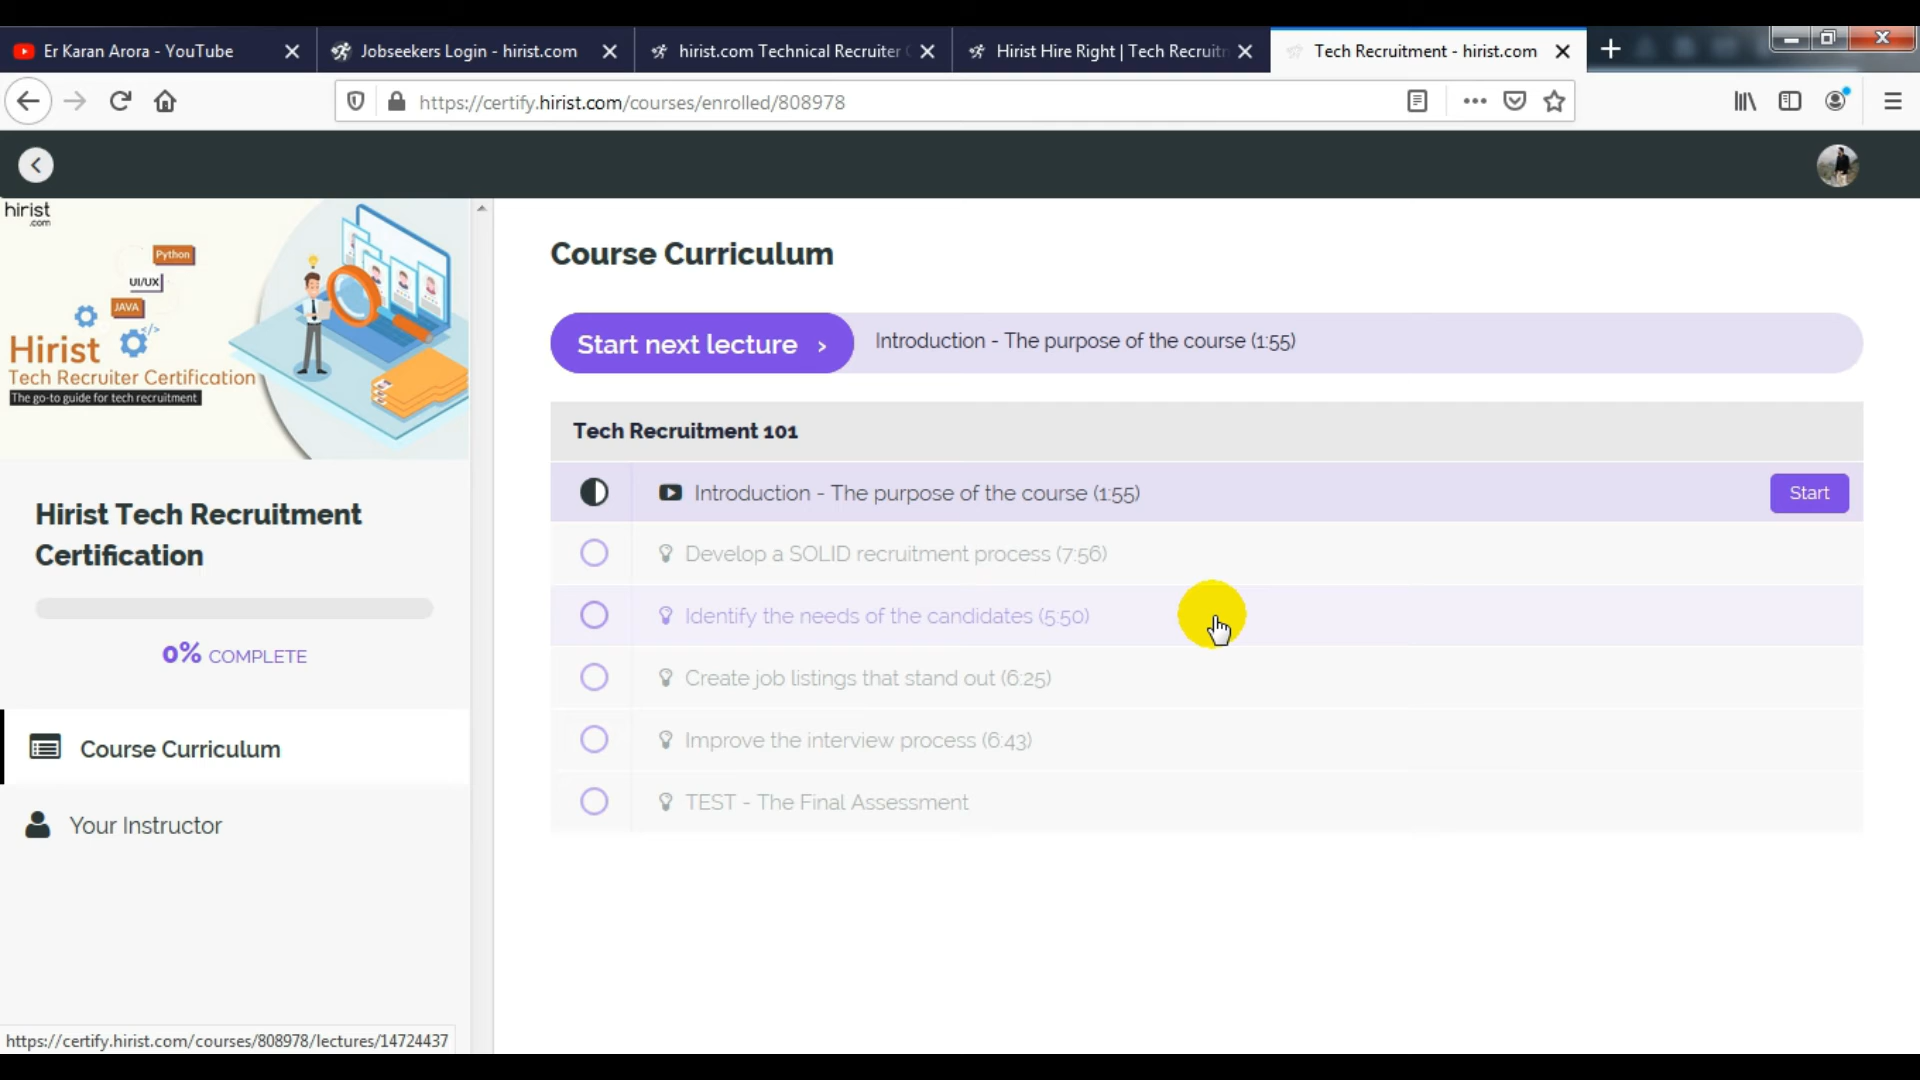 Er Karan Arora - YouTube
Jobseekers Login - hirist.com
hirist.com Technical Recruiter
Hirist Hire Right | Tech Recruitm
Tech Recruitment - hirist.com
https://certify.hirist.com/courses/enrolled/808978
hirist
.com
Python
UI/UX
JAVA
</>
Hirist
Tech Recruiter Certification
The go-to guide for tech recruitment
Hirist Tech Recruitment
Certification
0% COMPLETE
Course Curriculum
Your Instructor
Course Curriculum
Start next lecture ›
Introduction - The purpose of the course (1:55)
Tech Recruitment 101
Introduction - The purpose of the course (1:55)
Start
Develop a SOLID recruitment process (7:56)
Identify the needs of the candidates (5:50)
Create job listings that stand out (6:25)
Improve the interview process (6:43)
TEST - The Final Assessment
https://certify.hirist.com/courses/808978/lectures/14724437